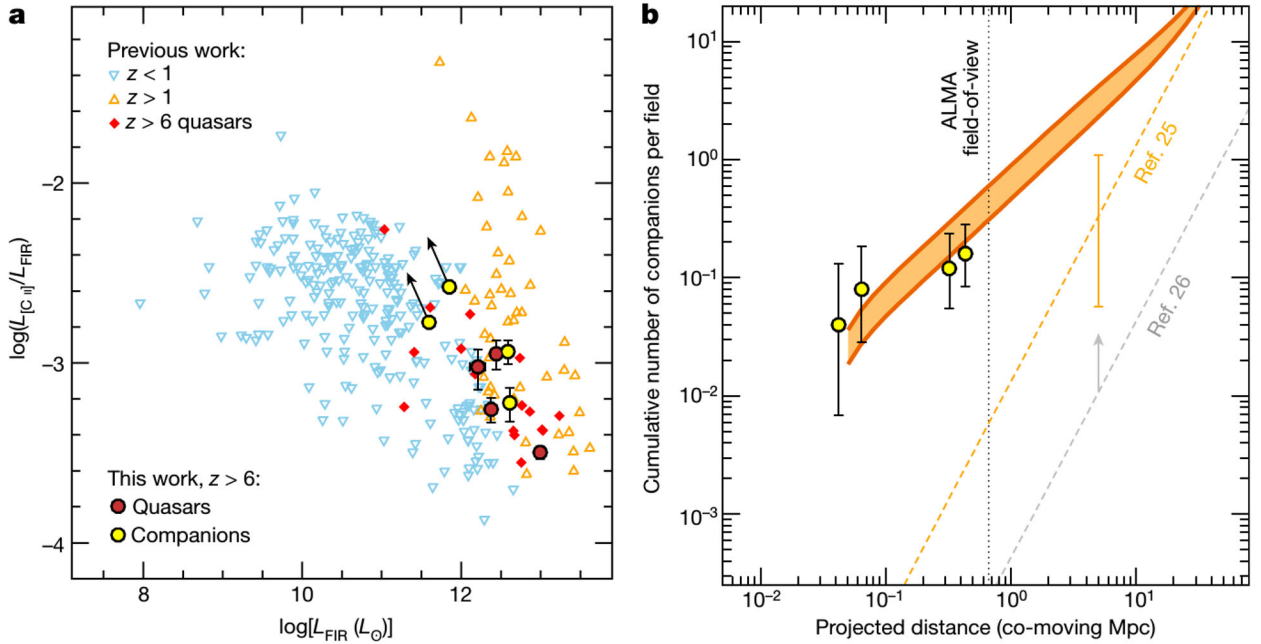 a
Previous work:
z < 1
z > 1
z > 6 quasars
−2
−3
−4
log(L[C II]/LFIR)
This work, z > 6:
Quasars
Companions
8
10
12
log[LFIR (L⊙)]
b
Cumulative number of companions per field
10¹
10⁰
10⁻¹
10⁻²
10⁻³
ALMA
field-of-view
Ref. 25
Ref. 26
10⁻²
10⁻¹
10⁰
10¹
Projected distance (co-moving Mpc)